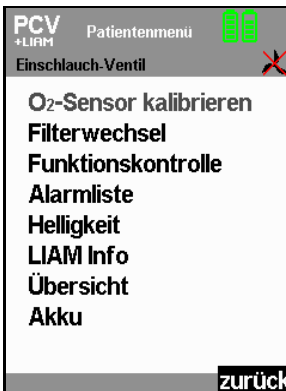 PCV Patientenmenü
+LIAM
Einschlauch-Ventil
O2-Sensor kalibrieren
Filterwechsel
Funktionskontrolle
Alarmliste
Helligkeit
LIAM Info
Übersicht
Akku
zurück